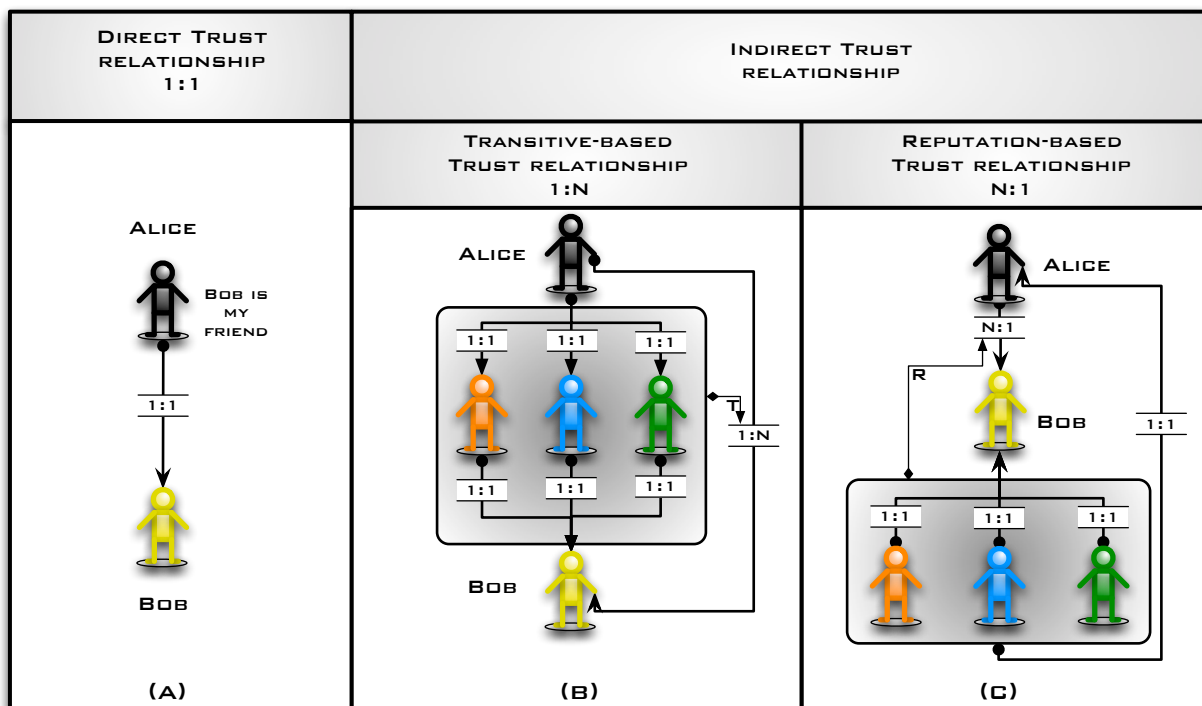 DIRECT TRUST
RELATIONSHIP
1:1
INDIRECT TRUST
RELATIONSHIP
TRANSITIVE-BASED
TRUST RELATIONSHIP
1:N
REPUTATION-BASED
TRUST RELATIONSHIP
N:1
ALICE
BOB IS
MY
FRIEND
1:1
BOB
(A)
ALICE
1:1
1:1
1:1
T
1:N
1:1
1:1
1:1
BOB
(B)
ALICE
N:1
R
BOB
1:1
1:1
1:1
1:1
(C)